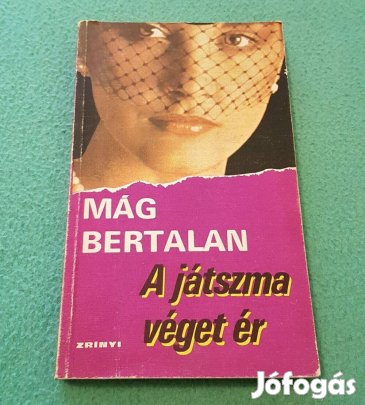 MÁG
BERTALAN
A játszma
véget ér
ZRÍNYI
Jófogás